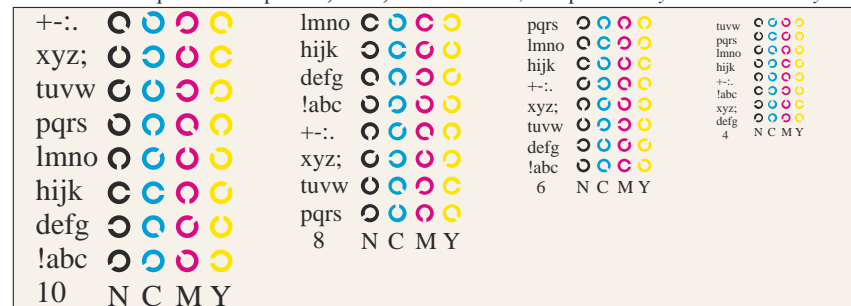 +-:.
xyz;
tuvw
pqrs
lmno
hijk
defg
!abc
10 N C M Y
lmno
hijk
defg
!abc
+-:.
xyz;
tuvw
pqrs
8 N C M Y
pqrs
lmno
hijk
+-:.
xyz;
tuvw
defg
!abc
6 N C M Y
tuvw
pqrs
lmno
hijk
+-:.
!abc
xyz;
defg
4 N C M Y